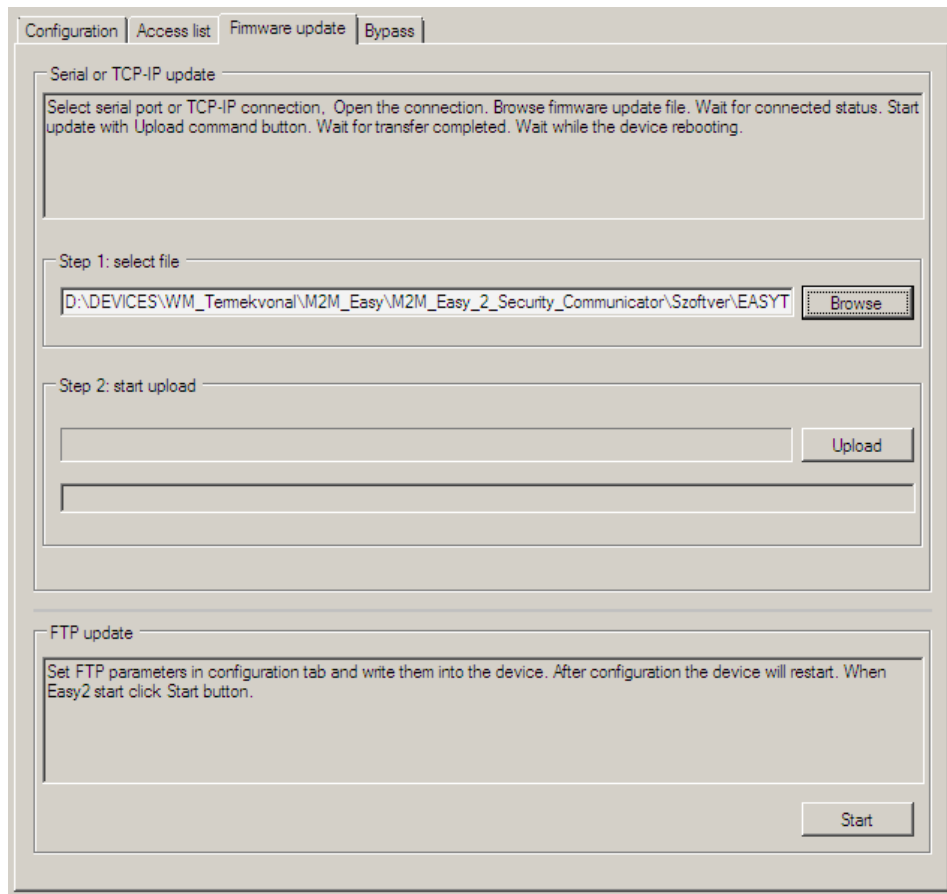 Configuration Access list Firmware update Bypass
Serial or TCP-IP update
Select serial port or TCP-IP connection, Open the connection. Browse firmware update file. Wait for connected status. Start
update with Upload command button. Wait for transfer completed. Wait while the device rebooting.
Step 1: select file
D:\DEVICES\WM_Termekvonal\M2M_Easy\M2M_Easy_2_Security_Communicator\Szoftver\EASYT Browse
Step 2: start upload
Upload
FTP update
Set FTP parameters in configuration tab and write them into the device. After configuration the device will restart. When
Easy2 start click Start button.
Start